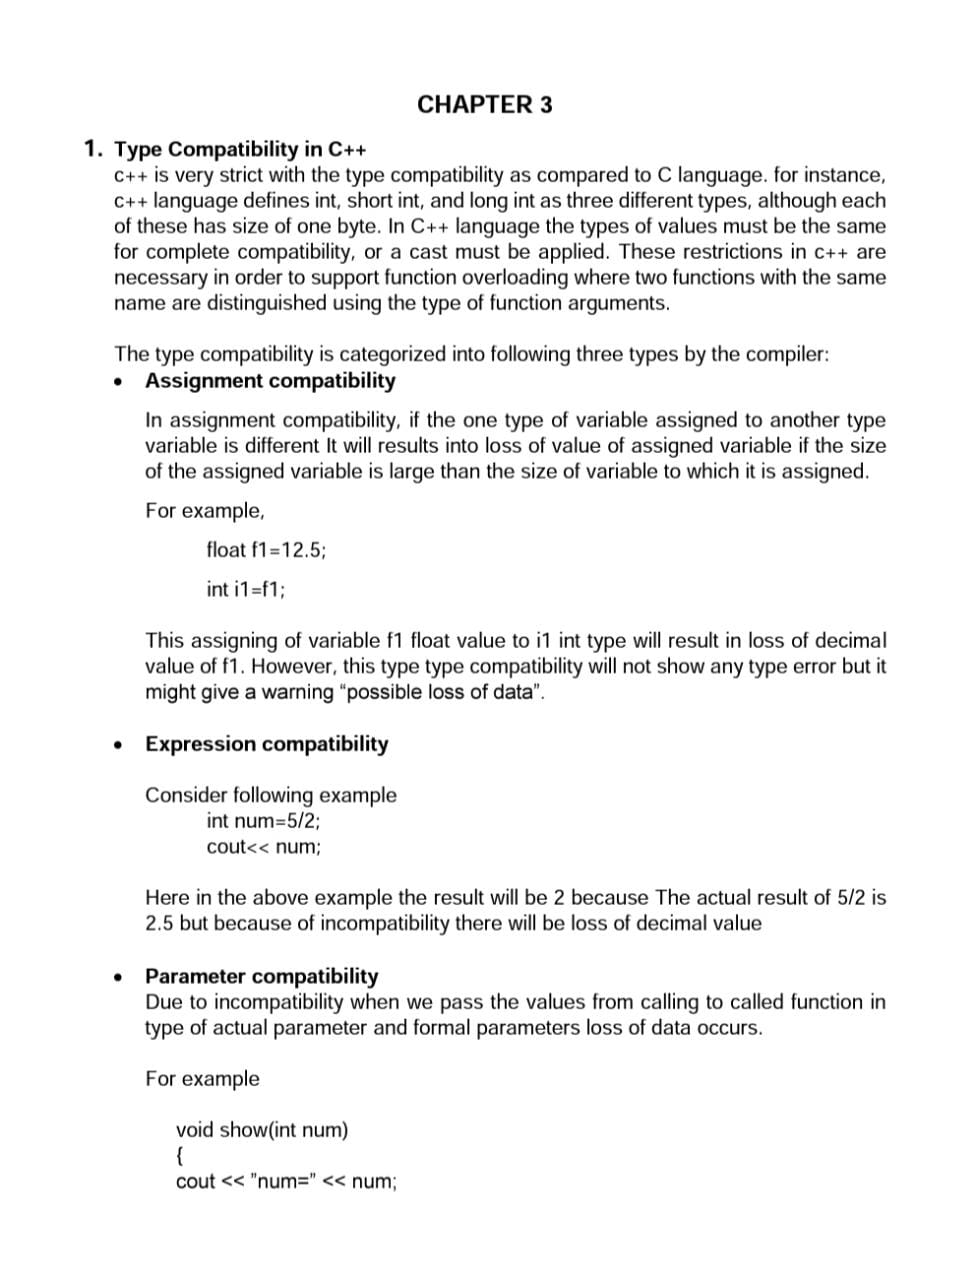 CHAPTER 3
1. Type Compatibility in C++
c++ is very strict with the type compatibility as compared to C language. for instance,
c++ language defines int, short int, and long int as three different types, although each
of these has size of one byte. In C++ language the types of values must be the same
for complete compatibility, or a cast must be applied. These restrictions in c++ are
necessary in order to support function overloading where two functions with the same
name are distinguished using the type of function arguments.
The type compatibility is categorized into following three types by the compiler:
• Assignment compatibility
In assignment compatibility, if the one type of variable assigned to another type
variable is different It will results into loss of value of assigned variable if the size
of the assigned variable is large than the size of variable to which it is assigned.
For example,
float f1=12.5;
int i1=f1;
This assigning of variable f1 float value to i1 int type will result in loss of decimal
value of f1. However, this type type compatibility will not show any type error but it
might give a warning “possible loss of data”.
• Expression compatibility
Consider following example
int num=5/2;
cout<< num;
Here in the above example the result will be 2 because The actual result of 5/2 is
2.5 but because of incompatibility there will be loss of decimal value
• Parameter compatibility
Due to incompatibility when we pass the values from calling to called function in
type of actual parameter and formal parameters loss of data occurs.
For example
void show(int num)
{
cout << ”num=” << num;